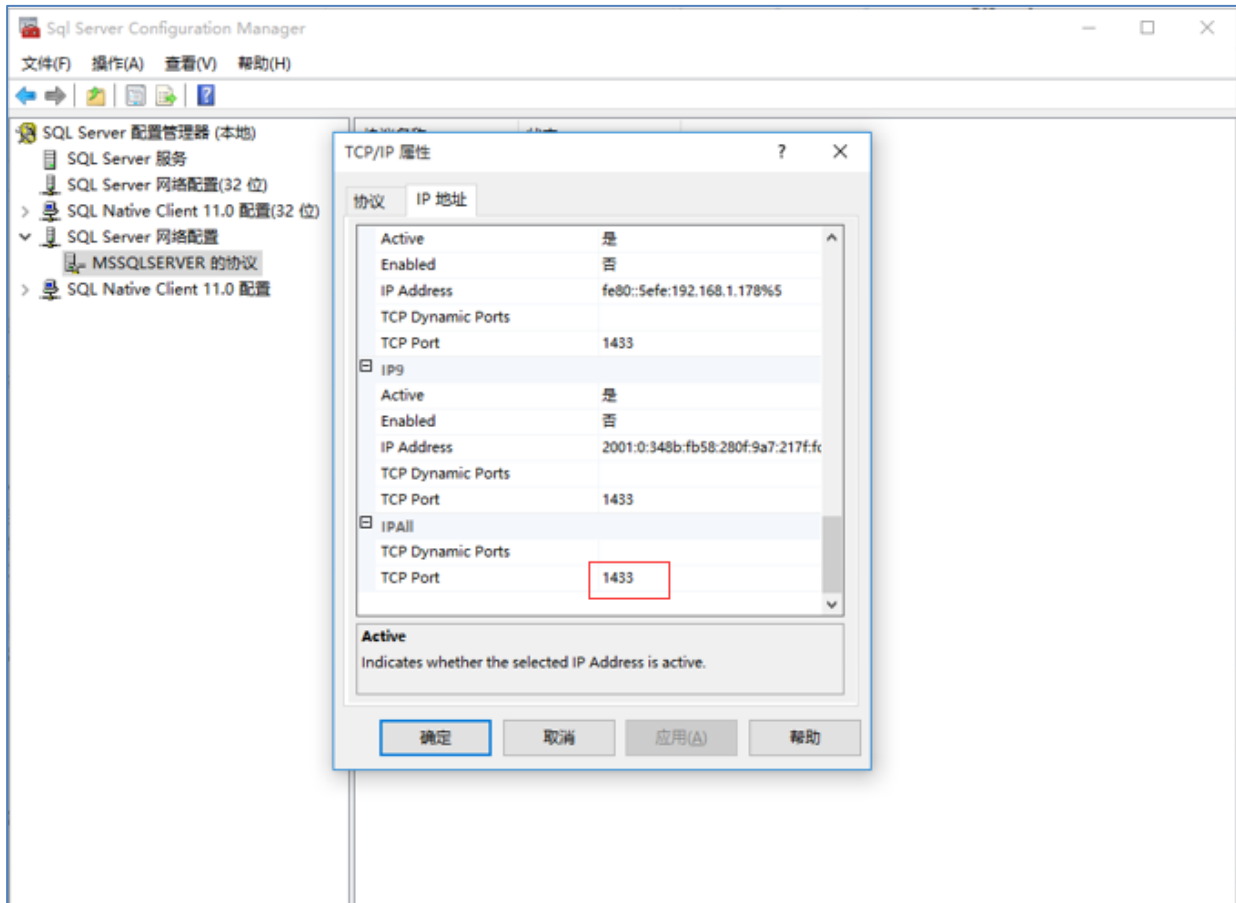 Sql Server Configuration Manager
文件(F) 操作(A) 查看(V) 帮助(H)
SQL Server 配置管理器 (本地)
SQL Server 服务
SQL Server 网络配置(32 位)
SQL Native Client 11.0 配置(32 位)
SQL Server 网络配置
MSSQLSERVER 的协议
SQL Native Client 11.0 配置
TCP/IP 属性
协议 IP 地址
Active 是
Enabled 否
IP Address fe80::5efe:192.168.1.178%5
TCP Dynamic Ports
TCP Port 1433
IP9
Active 是
Enabled 否
IP Address 2001:0:348b:fb58:280f:9a7:217f:fc
TCP Dynamic Ports
TCP Port 1433
IPAll
TCP Dynamic Ports
TCP Port 1433
Active
Indicates whether the selected IP Address is active.
确定 取消 应用(A) 帮助